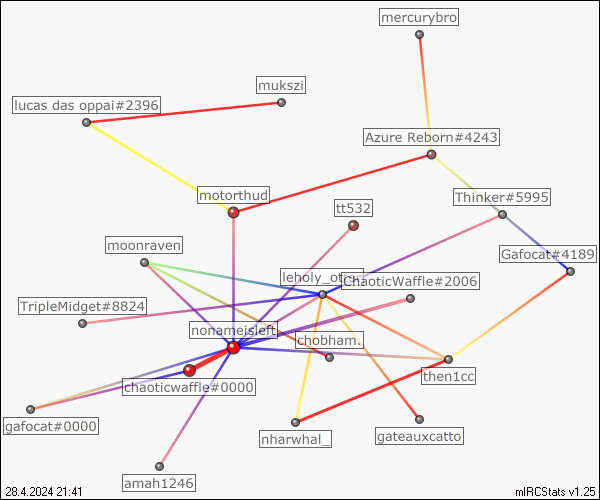 mercurybro
mukszi
lucas das oppai#2396
Azure Reborn#4243
motorthud
Thinker#5995
tt532
moonraven
Gafocat#4189
leholy_ot
ChaoticWaffle#2006
TripleMidget#8824
nonameisleft
chobham.
then1cc
chaoticwaffle#0000
gafocat#0000
nharwhal_
gateauxcatto
amah1246
28.4.2024 21:41
mIRCStats v1.25